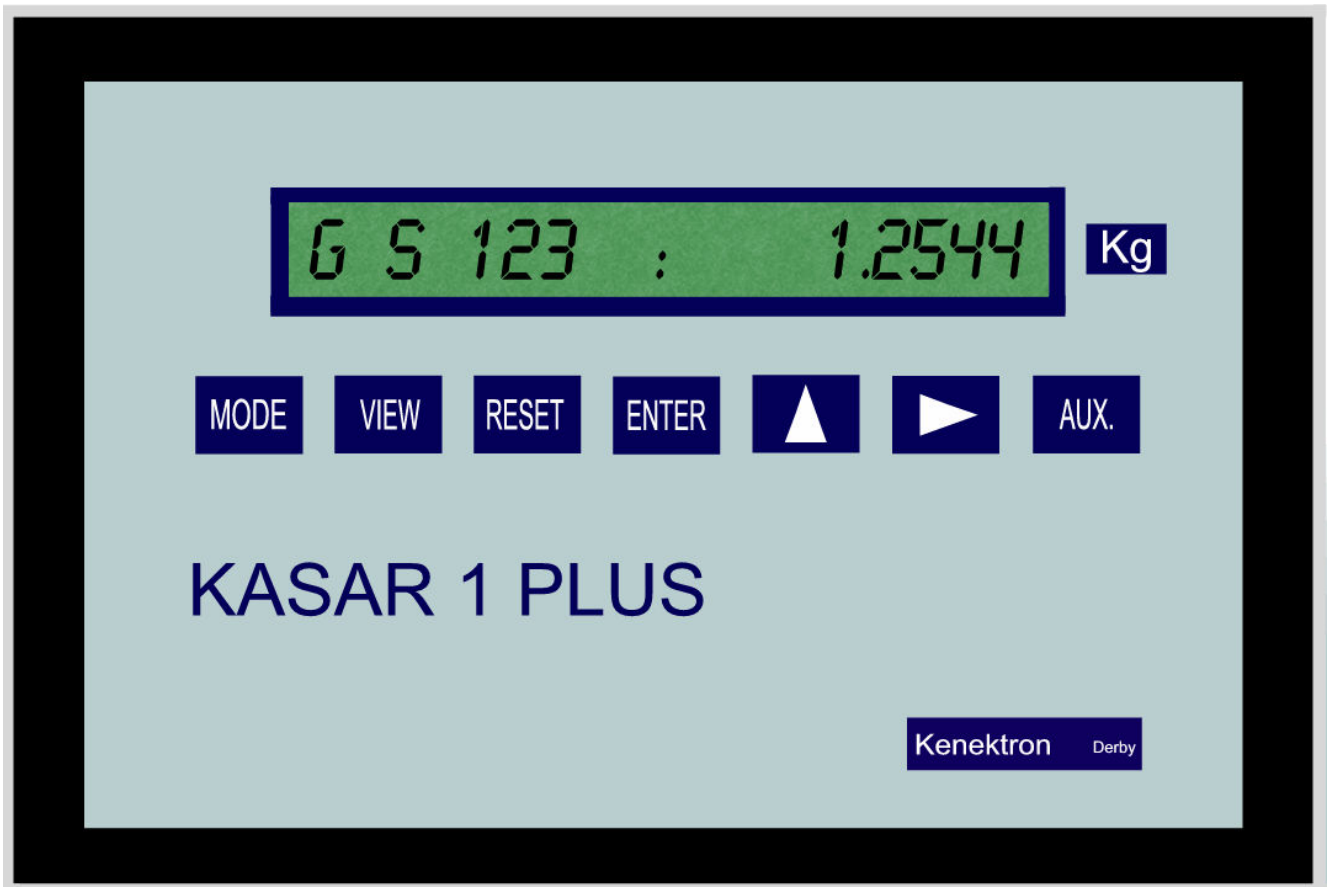 G S 123 : 1.2544 Kg
MODE VIEW RESET ENTER AUX.
KASAR 1 PLUS
Kenektron Derby